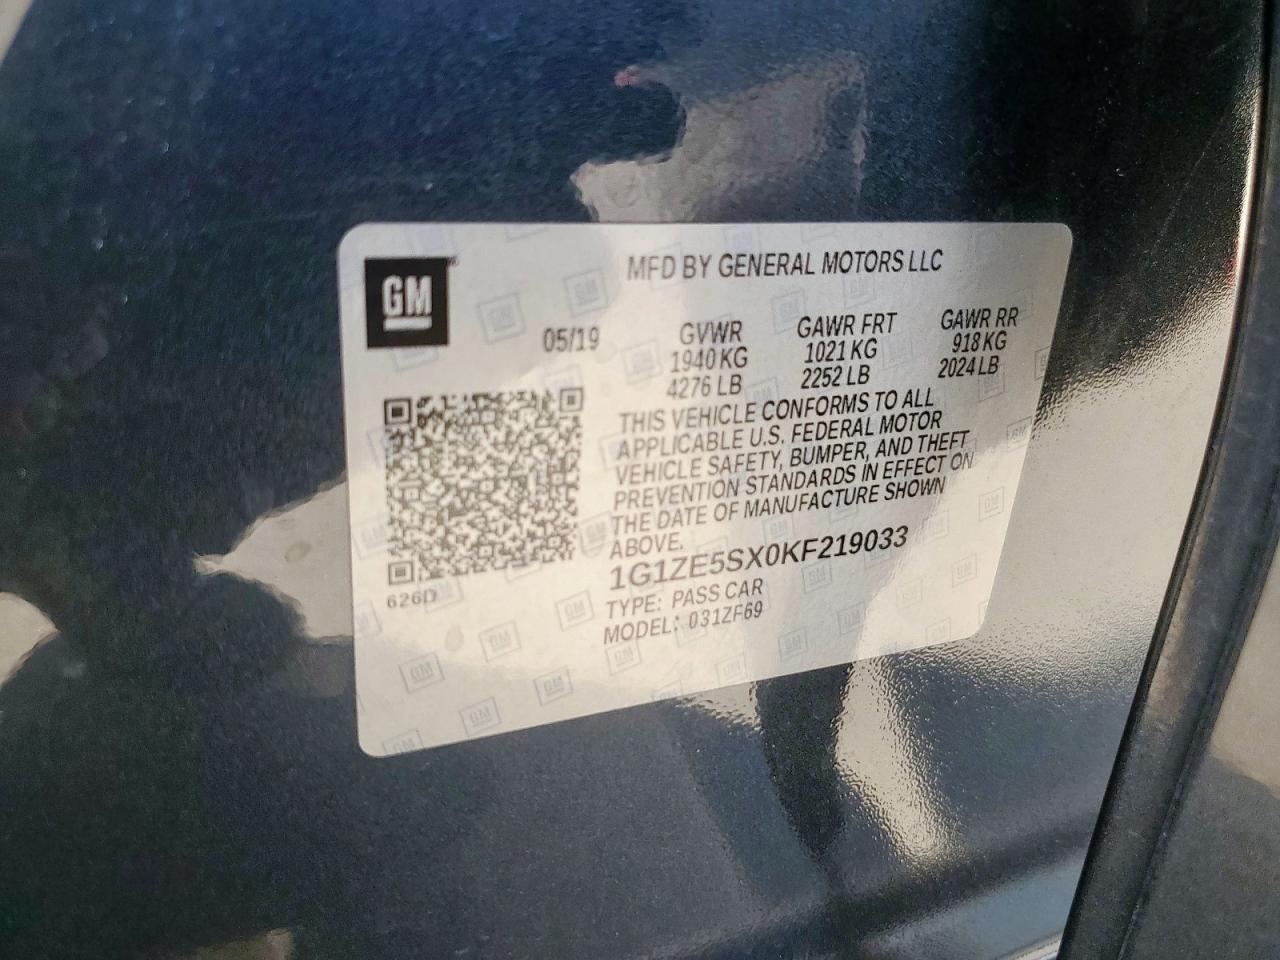 GM
MFD BY GENERAL MOTORS LLC
05/19 GVWR GAWR FRT GAWR RR
1940 KG 1021 KG 918 KG
4276 LB 2252 LB 2024 LB
THIS VEHICLE CONFORMS TO ALL
APPLICABLE U.S. FEDERAL MOTOR
VEHICLE SAFETY, BUMPER, AND THEFT
PREVENTION STANDARDS IN EFFECT ON
THE DATE OF MANUFACTURE SHOWN
ABOVE.
1G1ZE5SX0KF219033
626D
TYPE: PASS CAR
MODEL: 031ZF69